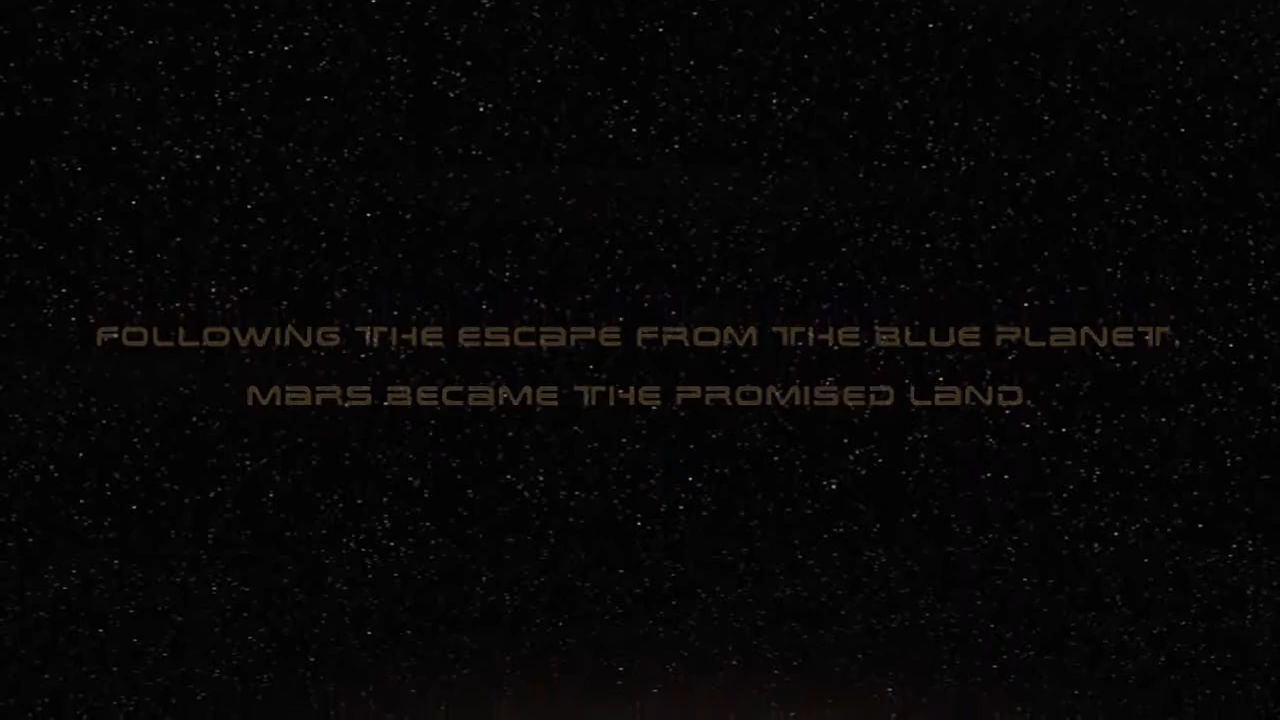 FOLLOWING THE ESCAPE FROM THE BLUE PLANET,
MARS BECAME THE PROMISED LAND.